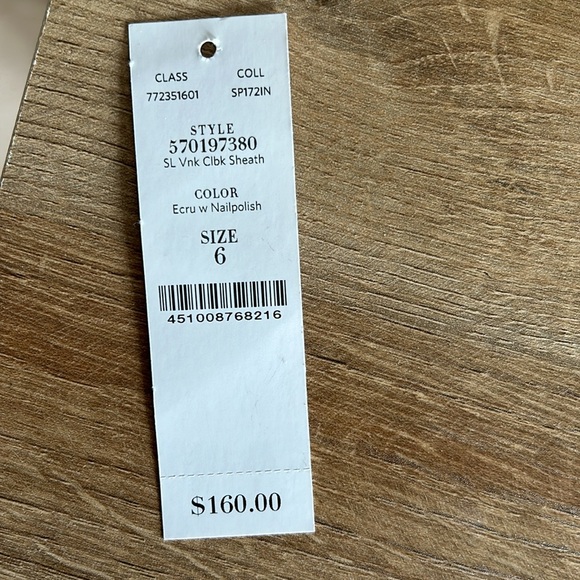 CLASS COLL
772351601 SP172IN
STYLE
570197380
SL Vnk Clbk Sheath
COLOR
Ecru w Nailpolish
SIZE
6
451008768216
$160.00